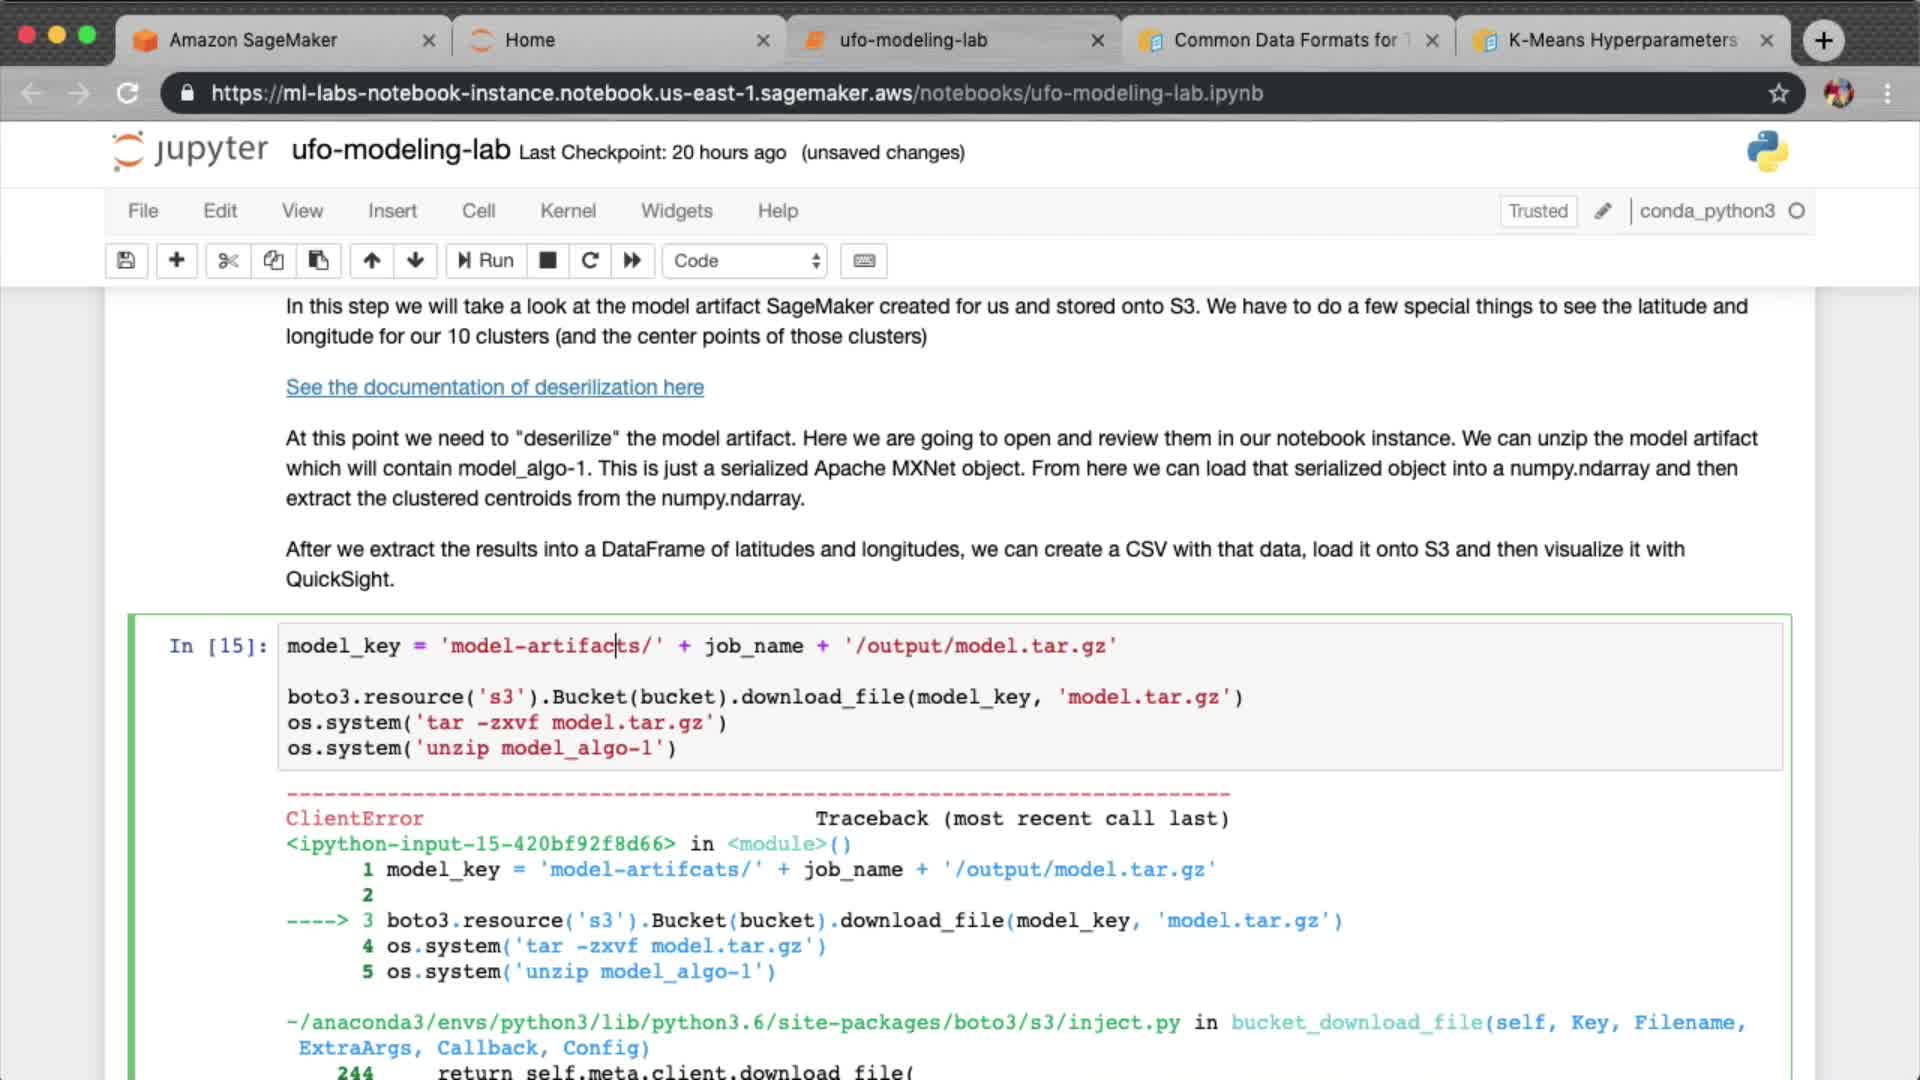 Amazon SageMaker
Home
ufo-modeling-lab
Common Data Formats for T
K-Means Hyperparameters
https://ml-labs-notebook-instance.notebook.us-east-1.sagemaker.aws/notebooks/ufo-modeling-lab.ipynb
jupyter ufo-modeling-lab Last Checkpoint: 20 hours ago (unsaved changes)
File Edit View Insert Cell Kernel Widgets Help Trusted conda_python3
Run Code
In this step we will take a look at the model artifact SageMaker created for us and stored onto S3. We have to do a few special things to see the latitude and
longitude for our 10 clusters (and the center points of those clusters)
See the documentation of deserilization here
At this point we need to "deserilize" the model artifact. Here we are going to open and review them in our notebook instance. We can unzip the model artifact
which will contain model_algo-1. This is just a serialized Apache MXNet object. From here we can load that serialized object into a numpy.ndarray and then
extract the clustered centroids from the numpy.ndarray.
After we extract the results into a DataFrame of latitudes and longitudes, we can create a CSV with that data, load it onto S3 and then visualize it with
QuickSight.
In [15]: model_key = 'model-artifacts/' + job_name + '/output/model.tar.gz'
boto3.resource('s3').Bucket(bucket).download_file(model_key, 'model.tar.gz')
os.system('tar -zxvf model.tar.gz')
os.system('unzip model_algo-1')
---------------------------------------------------------------------------
ClientError Traceback (most recent call last)
<ipython-input-15-420bf92f8d66> in <module>()
1 model_key = 'model-artifcats/' + job_name + '/output/model.tar.gz'
2
----> 3 boto3.resource('s3').Bucket(bucket).download_file(model_key, 'model.tar.gz')
4 os.system('tar -zxvf model.tar.gz')
5 os.system('unzip model_algo-1')
~/anaconda3/envs/python3/lib/python3.6/site-packages/boto3/s3/inject.py in bucket_download_file(self, Key, Filename,
ExtraArgs, Callback, Config)
244 return self.meta.client.download_file(